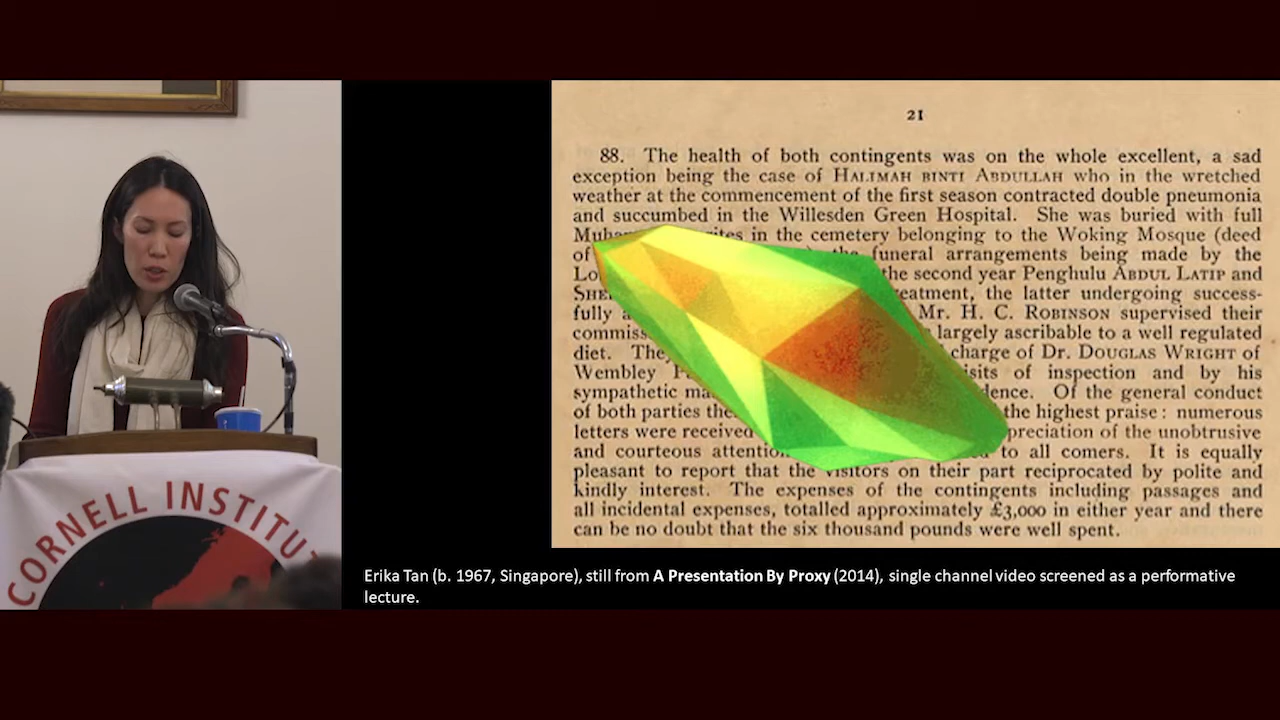 CORNELL INSTITU
21
88. The health of both contingents was on the whole excellent, a sad
exception being the case of HALIMAH BINTI ABDULLAH who in the wretched
weather at the commencement of the first season contracted double pneumonia
and succumbed in the Willesden Green Hospital. She was buried with full
in the cemetery belonging to the Woking Mosque (deed
of the funeral arrangements being made by the
the second year Penghulu ABDUL LATIP and
the latter undergoing success-
fully Mr. H. C. ROBINSON supervised their
largely ascribable to a well regulated
diet. They charge of Dr. DOUGLAS WRIGHT of
Wembley of inspection and by his
sympathetic Of the general conduct
of both parties the highest praise: numerous
letters were received of the unobtrusive
and courteous to all comers. It is equally
pleasant to report that the visitors on their part reciprocated by polite and
kindly interest. The expenses of the contingents including passages and
all incidental expenses, totalled approximately £3,000 in either year and there
can be no doubt that the six thousand pounds were well spent.
Erika Tan (b. 1967, Singapore), still from A Presentation By Proxy (2014), single channel video screened as a performative
lecture.